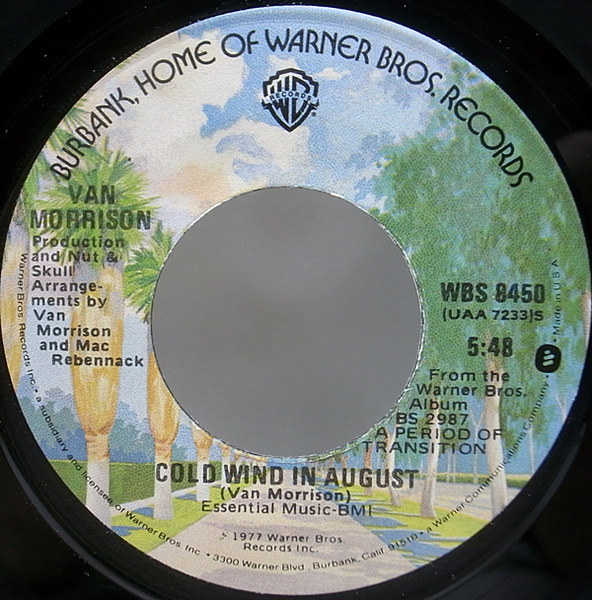 BURBANK, HOME OF WARNER BROS. RECORDS
W RECORDS B
VAN
MORRISON
Production
and Nut &
Skull
Arrange-
ments by
Van
Morrison
and Mac
Rebennack
WBS 8450
(UAA 7233)S
5:48
From the
Warner Bros.
Album
BS 2987
A PERIOD OF
TRANSITION
COLD WIND IN AUGUST
(Van Morrison)
Essential Music-BMI
℗ 1977 Warner Bros.
Records Inc.
Warner Bros. Records Inc. • a subsidiary and licensee of Warner Bros. Inc. • 3300 Warner Blvd., Burbank, Calif. 91510 • a Warner Communications Company • Made in U.S.A.